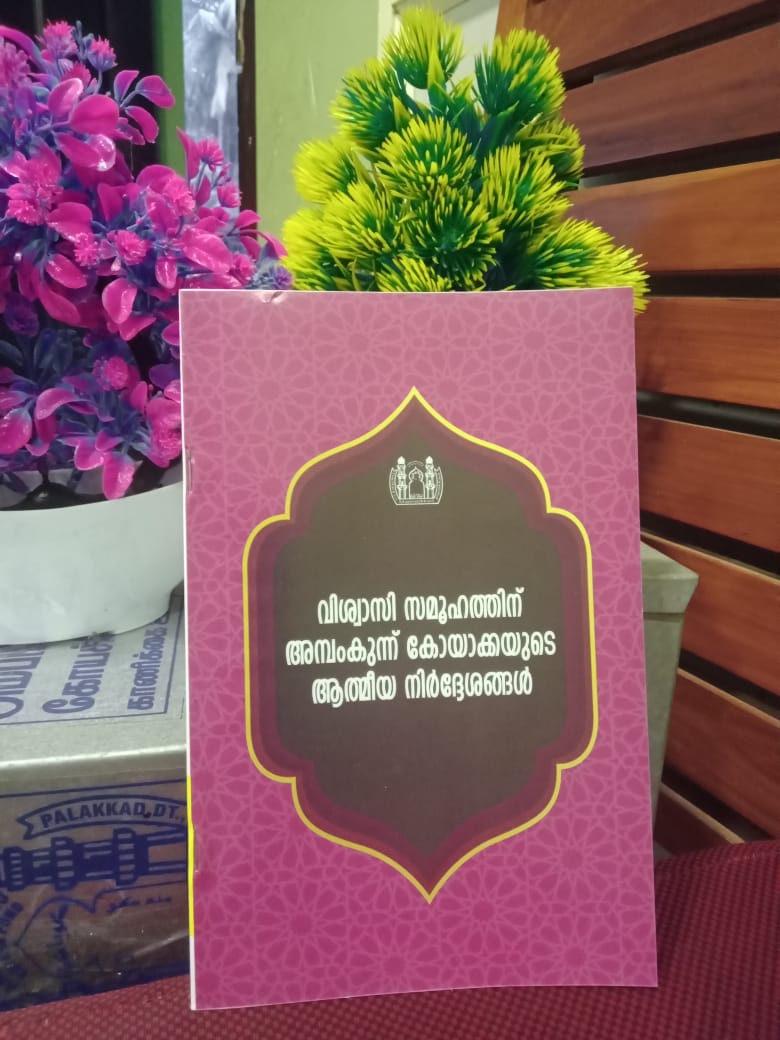 വിശ്വാസി സമൂഹത്തിന്
അമ്പംകുന്ന് കോയാക്കയുടെ
ആത്മീയ നിർദ്ദേശങ്ങൾ
PALAKKAD.DT.